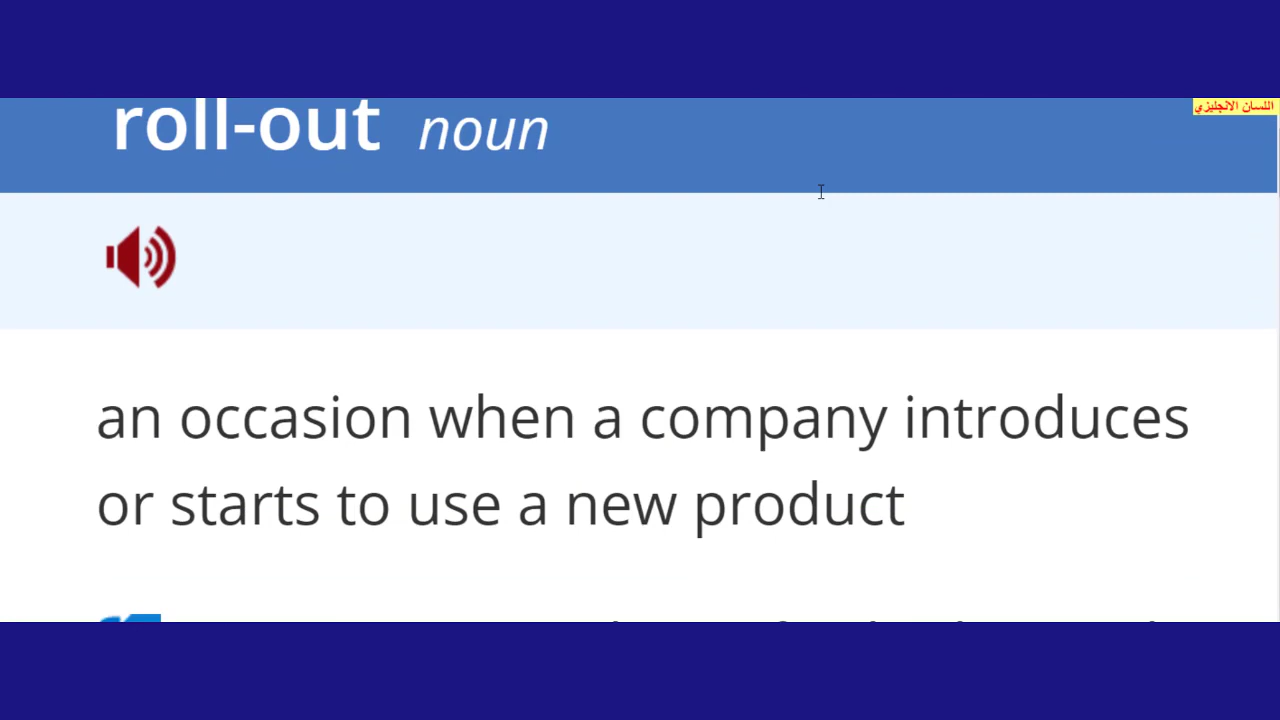 roll-out noun
اللسان الانجليزي
an occasion when a company introduces
or starts to use a new product